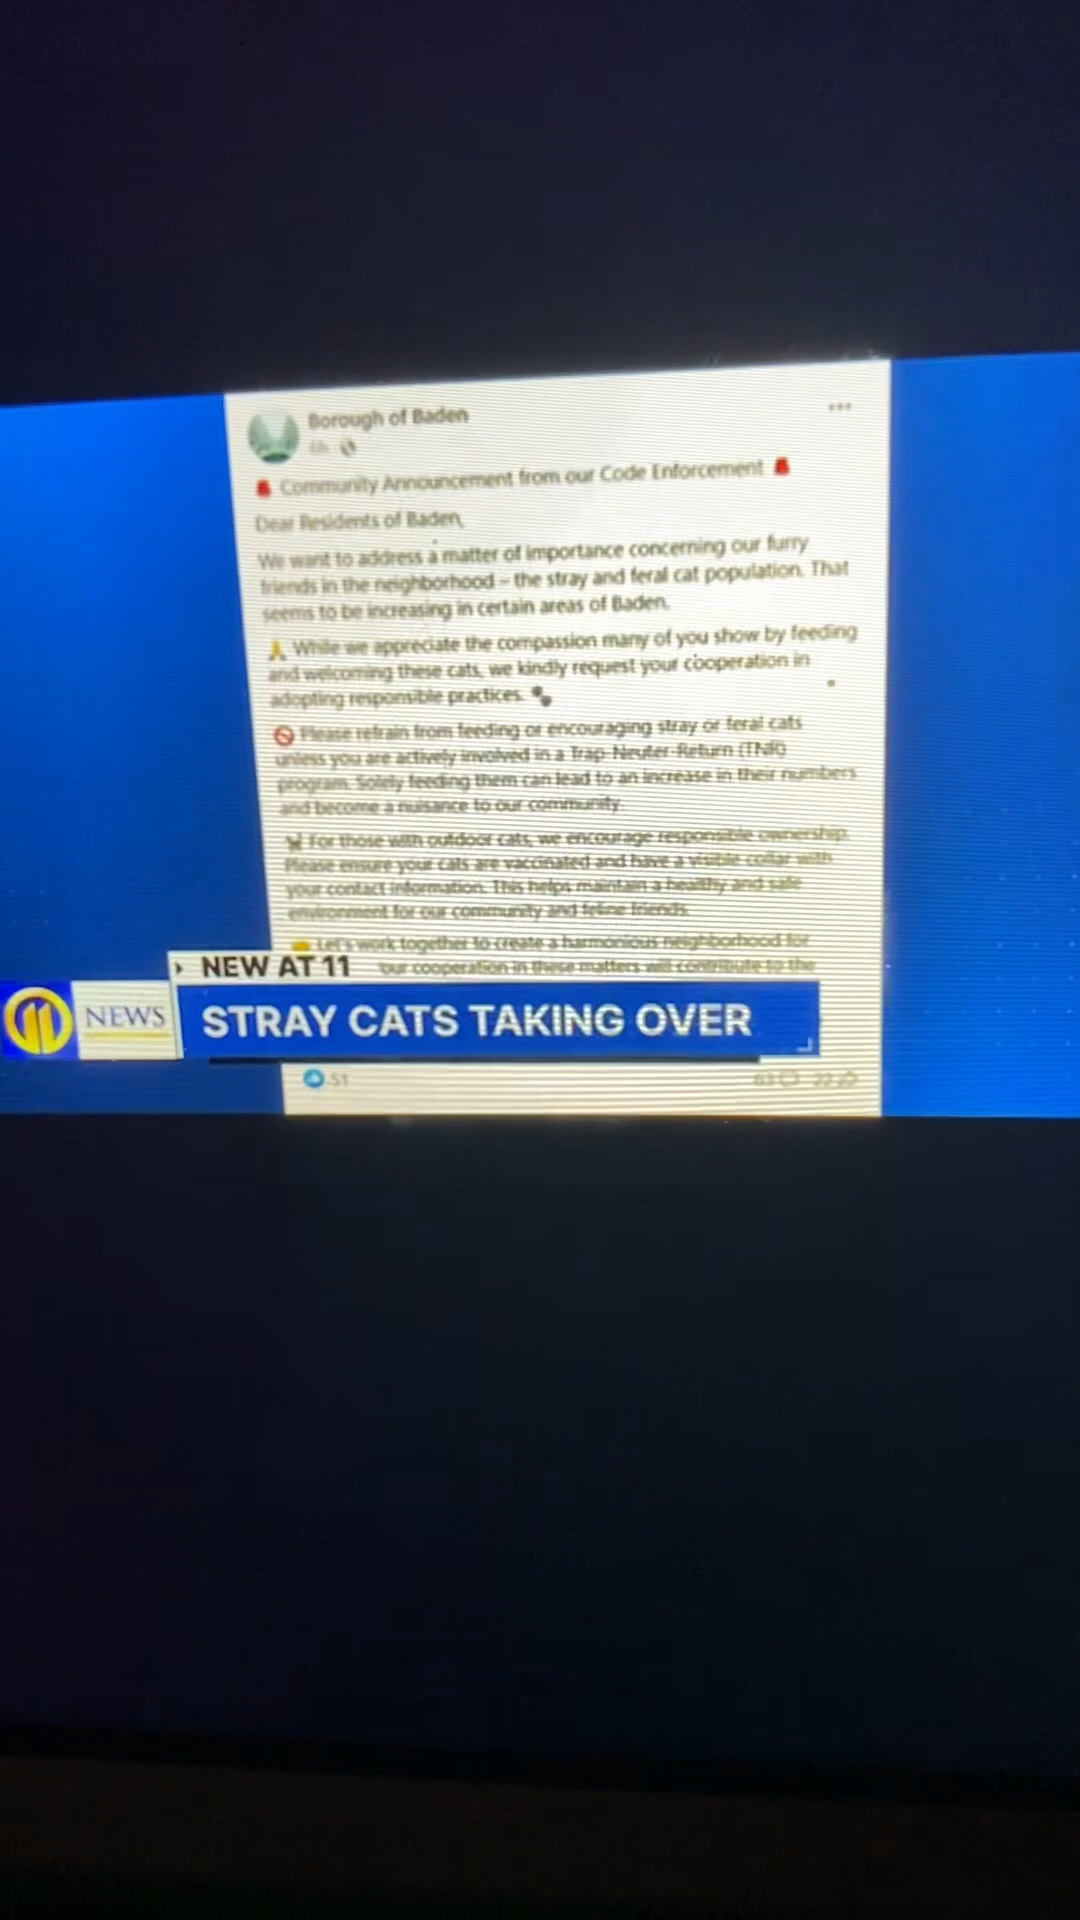 Borough of Baden
6h
Community Announcement from our Code Enforcement
Dear Residents of Baden,
We want to address a matter of importance concerning our furry
friends in the neighborhood – the stray and feral cat population. That
seems to be increasing in certain areas of Baden.
While we appreciate the compassion many of you show by feeding
and welcoming these cats, we kindly request your cooperation in
adopting responsible practices.
Please refrain from feeding or encouraging stray or feral cats
unless you are actively involved in a Trap-Neuter-Return (TNR)
program. Solely feeding them can lead to an increase in their numbers
and become a nuisance to our community.
For those with outdoor cats, we encourage responsible ownership.
Please ensure your cats are vaccinated and have a visible collar with
your contact information. This helps maintain a healthy and safe
environment for our community and feline friends.
Let's work together to create a harmonious neighborhood for
our cooperation in these matters will contribute to the
NEW AT 11
11 NEWS
STRAY CATS TAKING OVER
51
63 22